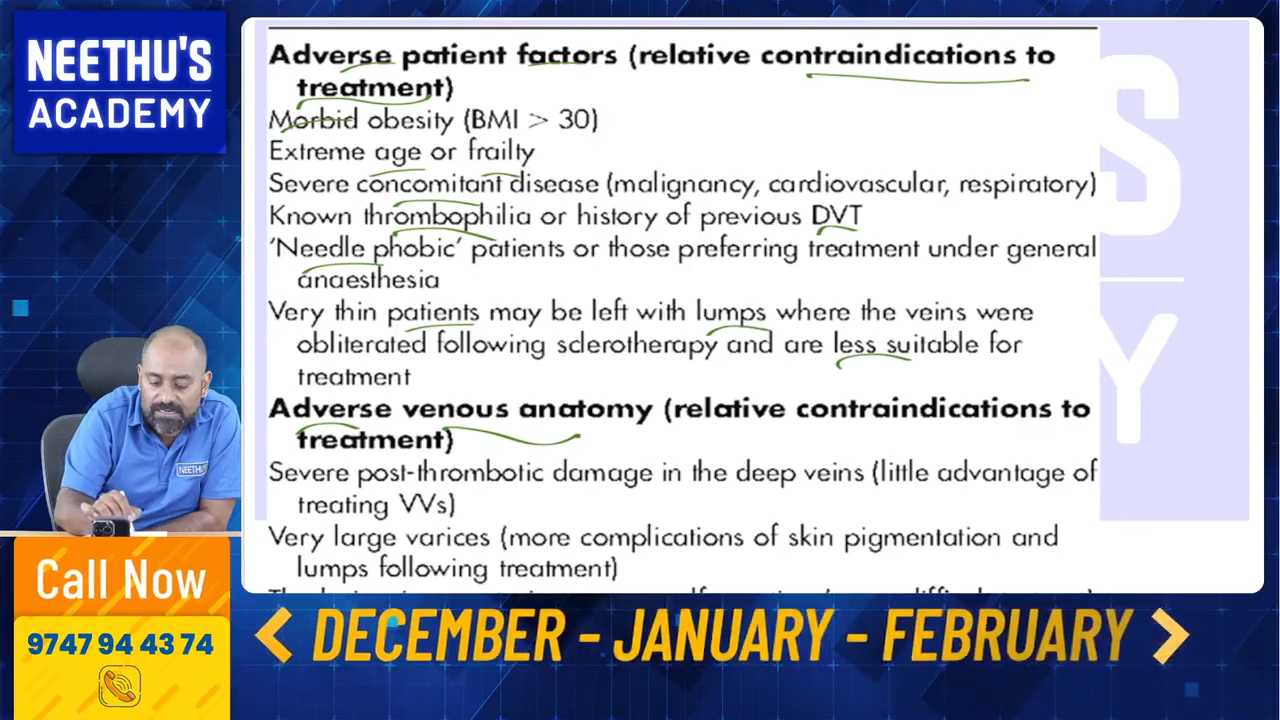 NEETHU'S
ACADEMY
Adverse patient factors (relative contraindications to
treatment)
Morbid obesity (BMI > 30)
Extreme age or frailty
Severe concomitant disease (malignancy, cardiovascular, respiratory)
Known thrombophilia or history of previous DVT
'Needle phobic' patients or those preferring treatment under general
anaesthesia
Very thin patients may be left with lumps where the veins were
obliterated following sclerotherapy and are less suitable for
treatment
Adverse venous anatomy (relative contraindications to
treatment)
Severe post-thrombotic damage in the deep veins (little advantage of
treating VVs)
Very large varices (more complications of skin pigmentation and
lumps following treatment)
S
Y
NEETHU'S
Call Now
9747 94 43 74
< DECEMBER - JANUARY - FEBRUARY >